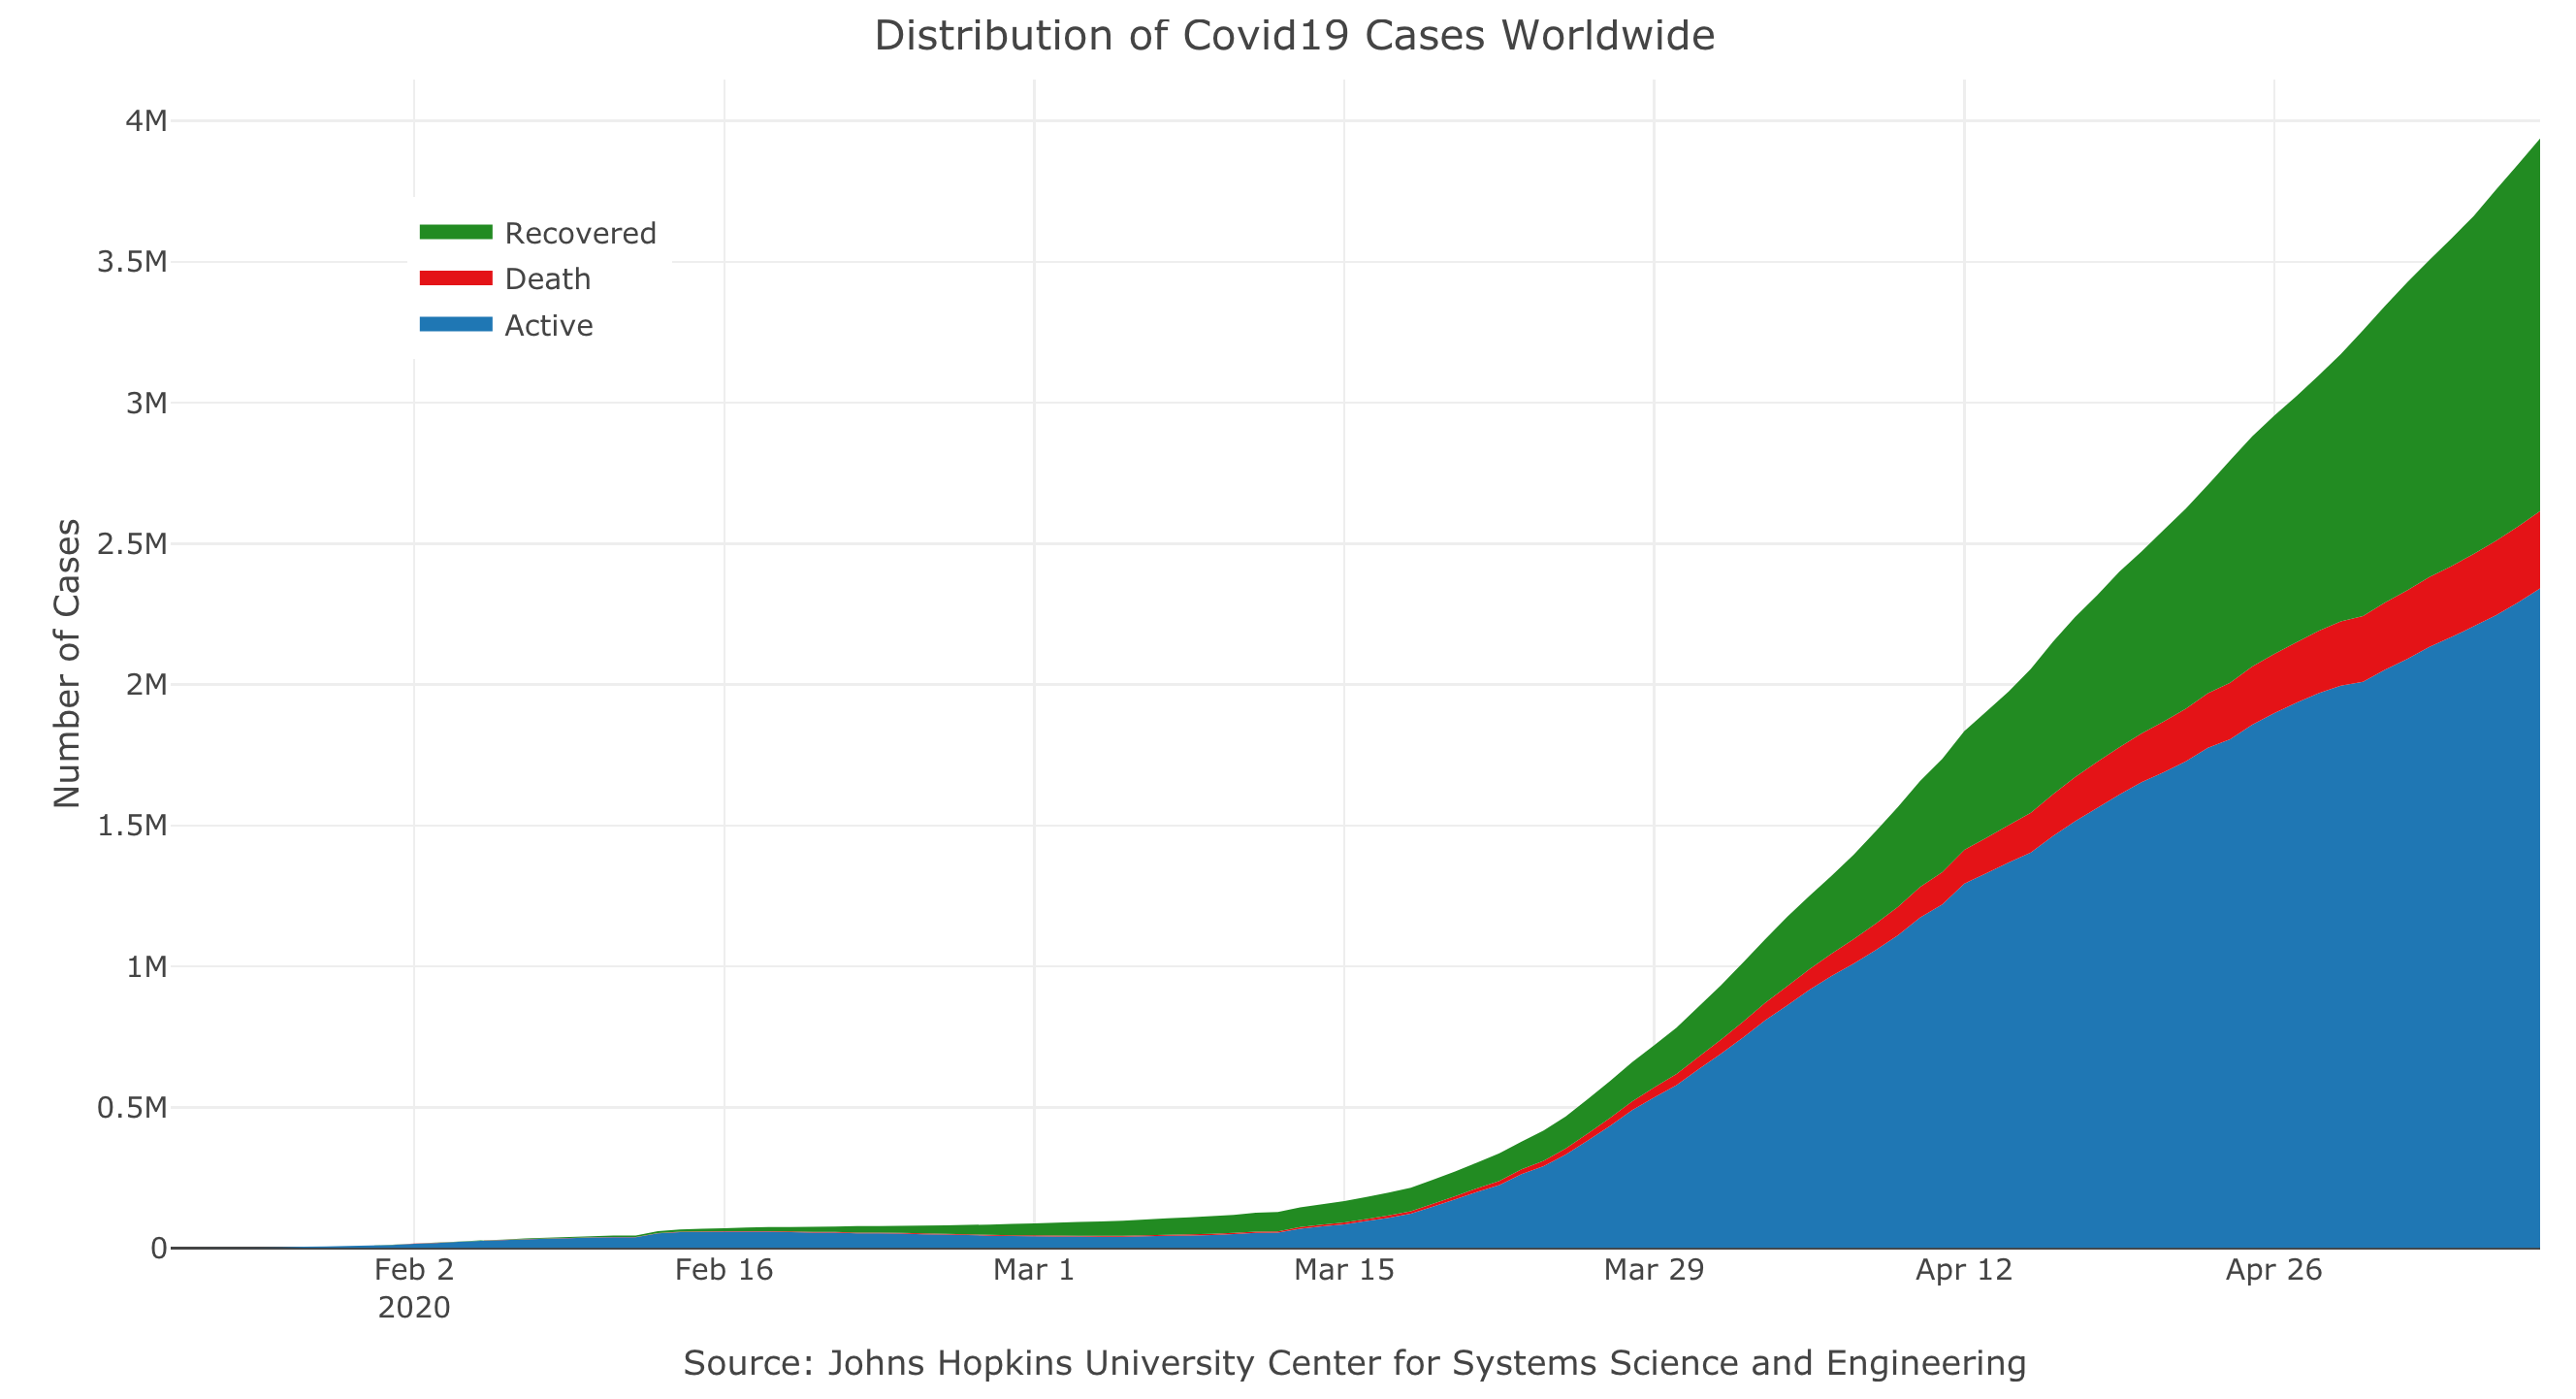 Distribution of Covid19 Cases Worldwide
4M
3.5M
3M
2.5M
2M
1.5M
1M
0.5M
0
Number of Cases
Recovered
Death
Active
Feb 2
2020
Feb 16
Mar 1
Mar 15
Mar 29
Apr 12
Apr 26
Source: Johns Hopkins University Center for Systems Science and Engineering